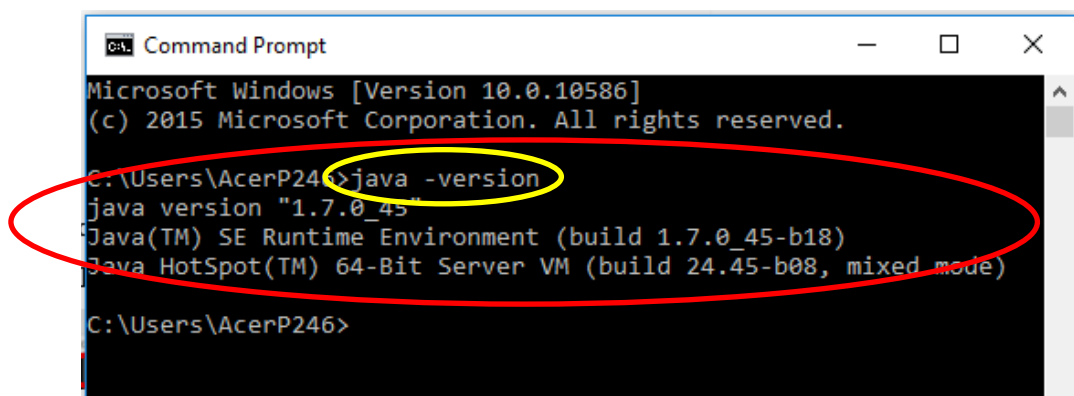 Command Prompt
Microsoft Windows [Version 10.0.10586]
(c) 2015 Microsoft Corporation. All rights reserved.
C:\Users\AcerP246>java -version
java version "1.7.0_45"
Java(TM) SE Runtime Environment (build 1.7.0_45-b18)
Java HotSpot(TM) 64-Bit Server VM (build 24.45-b08, mixed mode)
C:\Users\AcerP246>